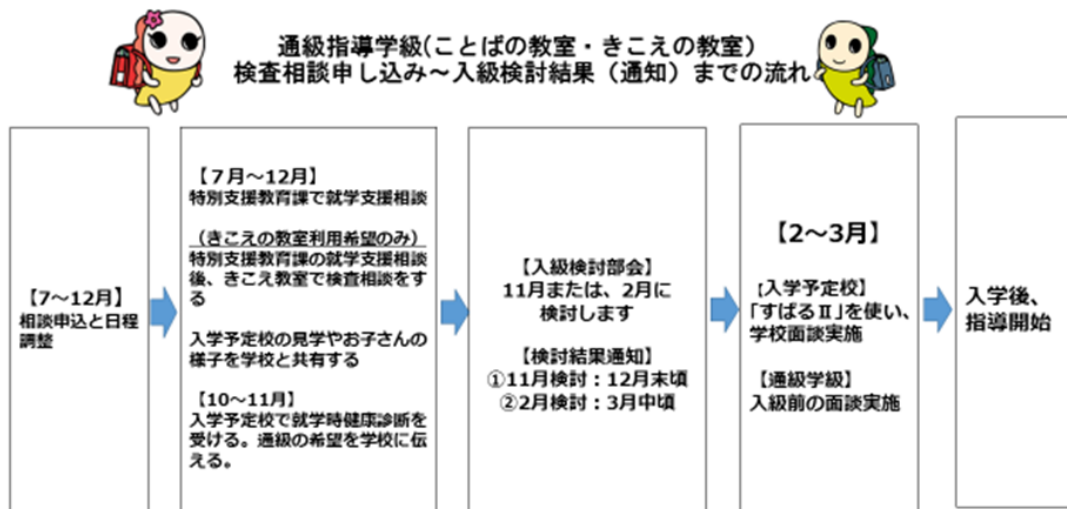 通級指導学級(ことばの教室・きこえの教室)
検査相談申し込み～入級検討結果（通知）までの流れ
【7～12月】
相談申込と日程
調整
【7月～12月】
特別支援教育課で就学支援相談
（きこえの教室利用希望のみ）
特別支援教育課の就学支援相談
後、きこえ教室で検査相談をす
る
入学予定校の見学やお子さんの
様子を学校と共有する
【10～11月】
入学予定校で就学時健康診断を
受ける。通級の希望を学校に伝
える。
【入級検討部会】
11月または、2月に
検討します
【検討結果通知】
①11月検討：12月末頃
②2月検討：3月中頃
【2～3月】
[入学予定校】
「すばるⅡ」を使い、
学校面談実施
【通級学級】
入級前の面談実施
入学後、
指導開始